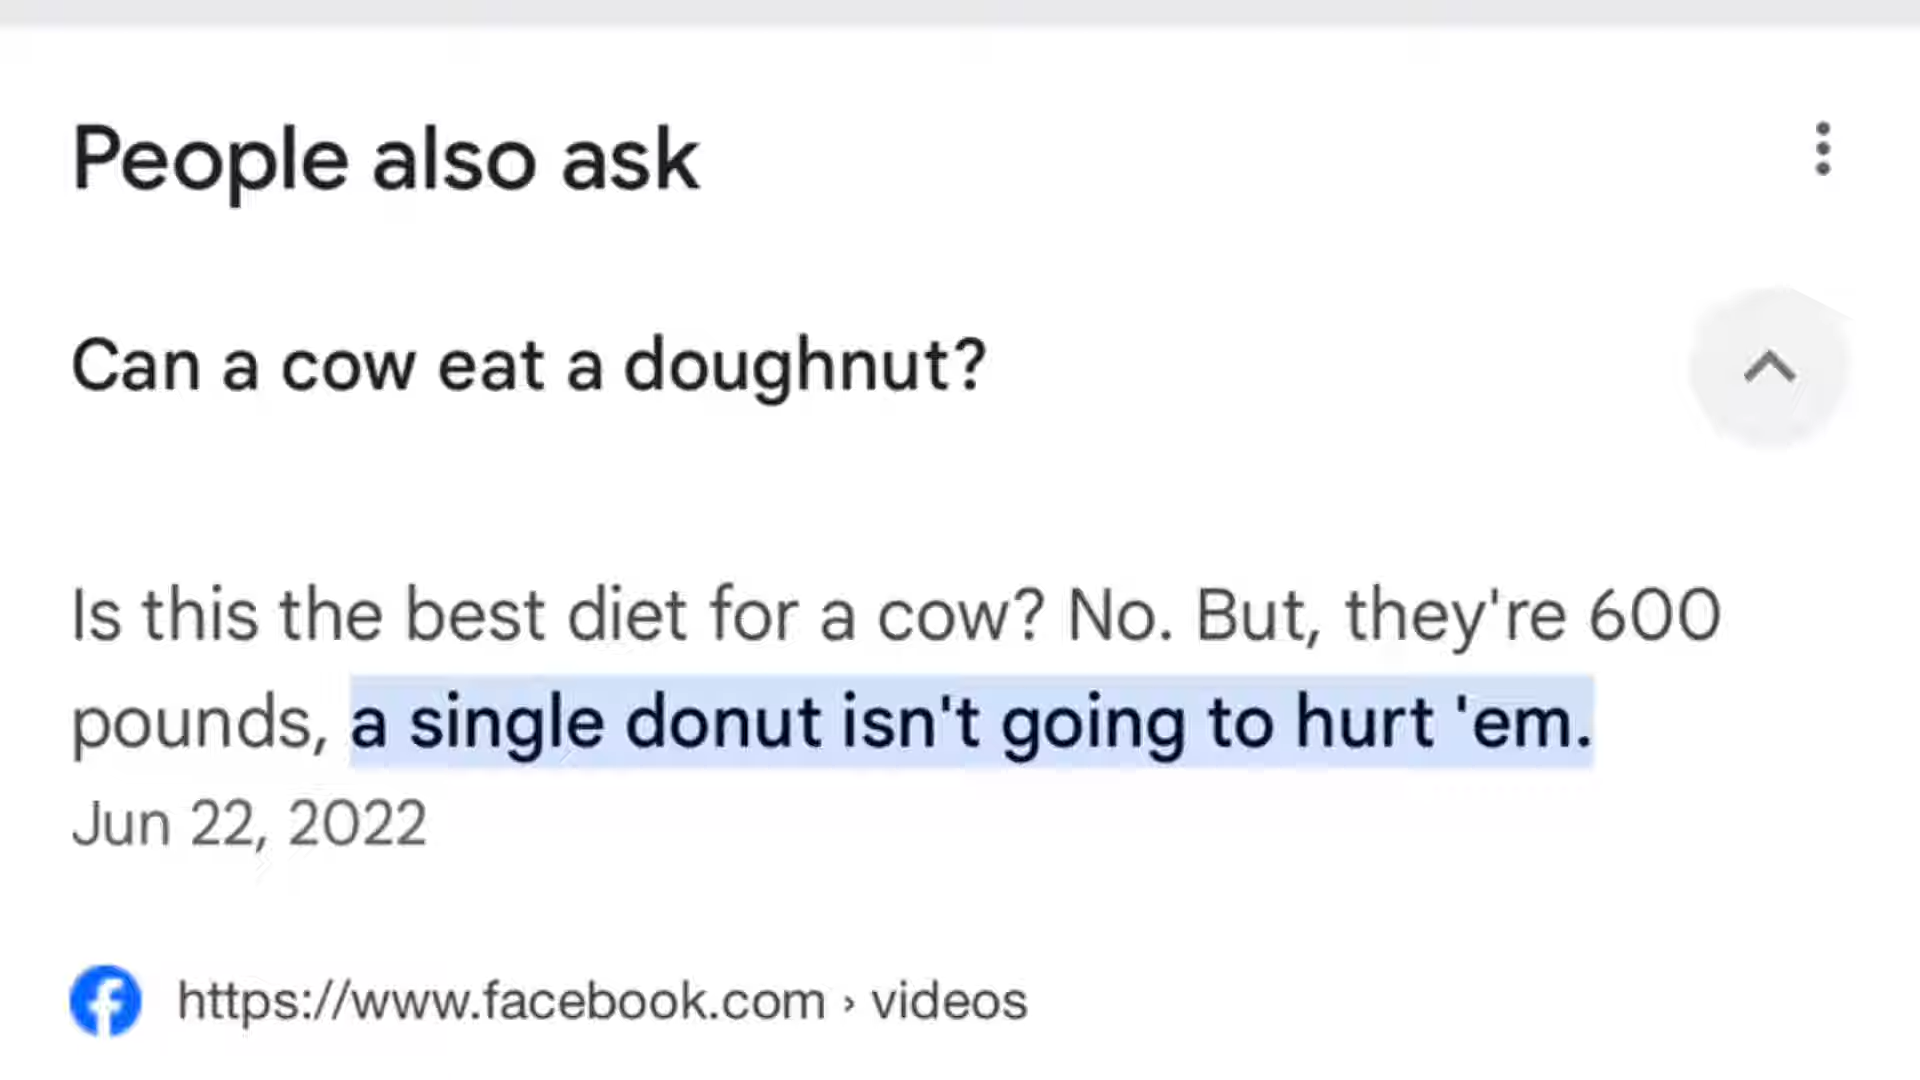 People also ask
Can a cow eat a doughnut?
Is this the best diet for a cow? No. But, they're 600
pounds, a single donut isn't going to hurt 'em.
Jun 22, 2022
https://www.facebook.com › videos